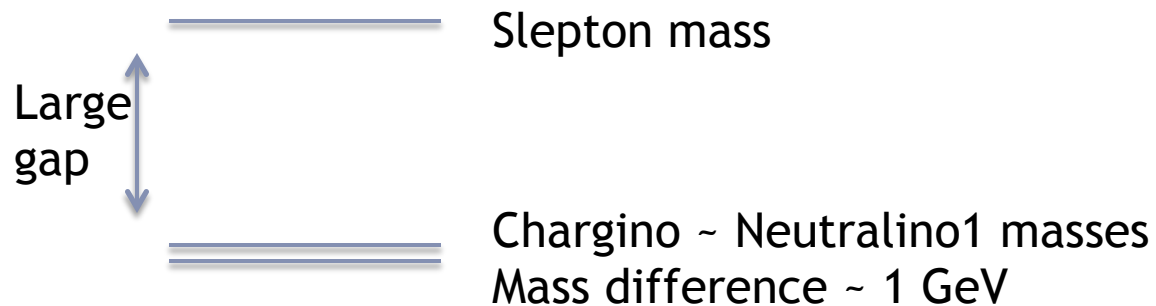 Slepton mass
Large
gap
Chargino ~ Neutralino1 masses
Mass difference ~ 1 GeV